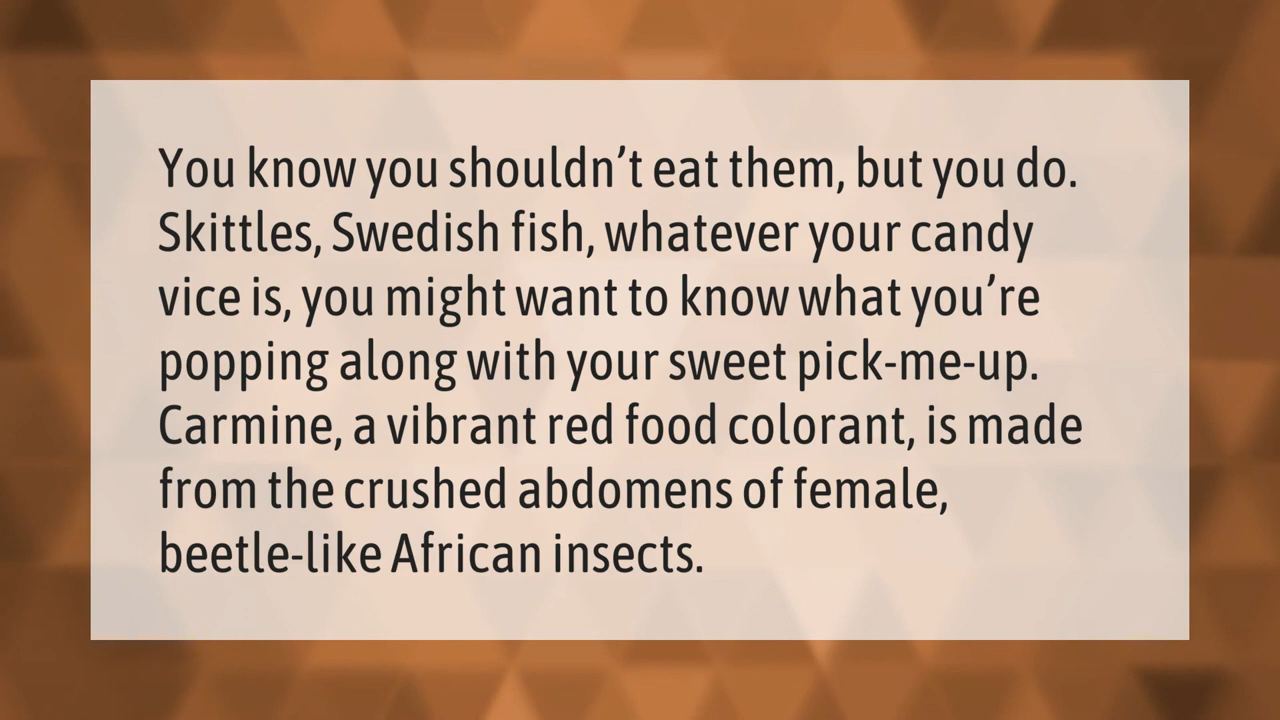 You know you shouldn’t eat them, but you do.
Skittles, Swedish fish, whatever your candy
vice is, you might want to know what you’re
popping along with your sweet pick-me-up.
Carmine, a vibrant red food colorant, is made
from the crushed abdomens of female,
beetle-like African insects.